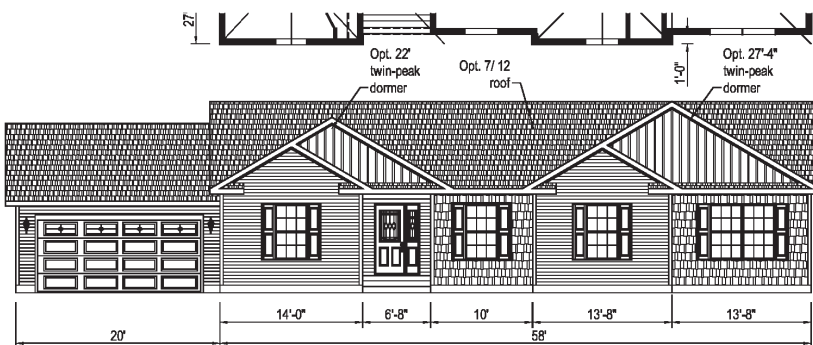 27'
Opt. 22'
twin-peak
dormer
Opt. 7/ 12
roof
1'-0"
Opt. 27'-4"
twin-peak
dormer
14'-0" 6'-8" 10' 13'-8" 13'-8"
20' 58'